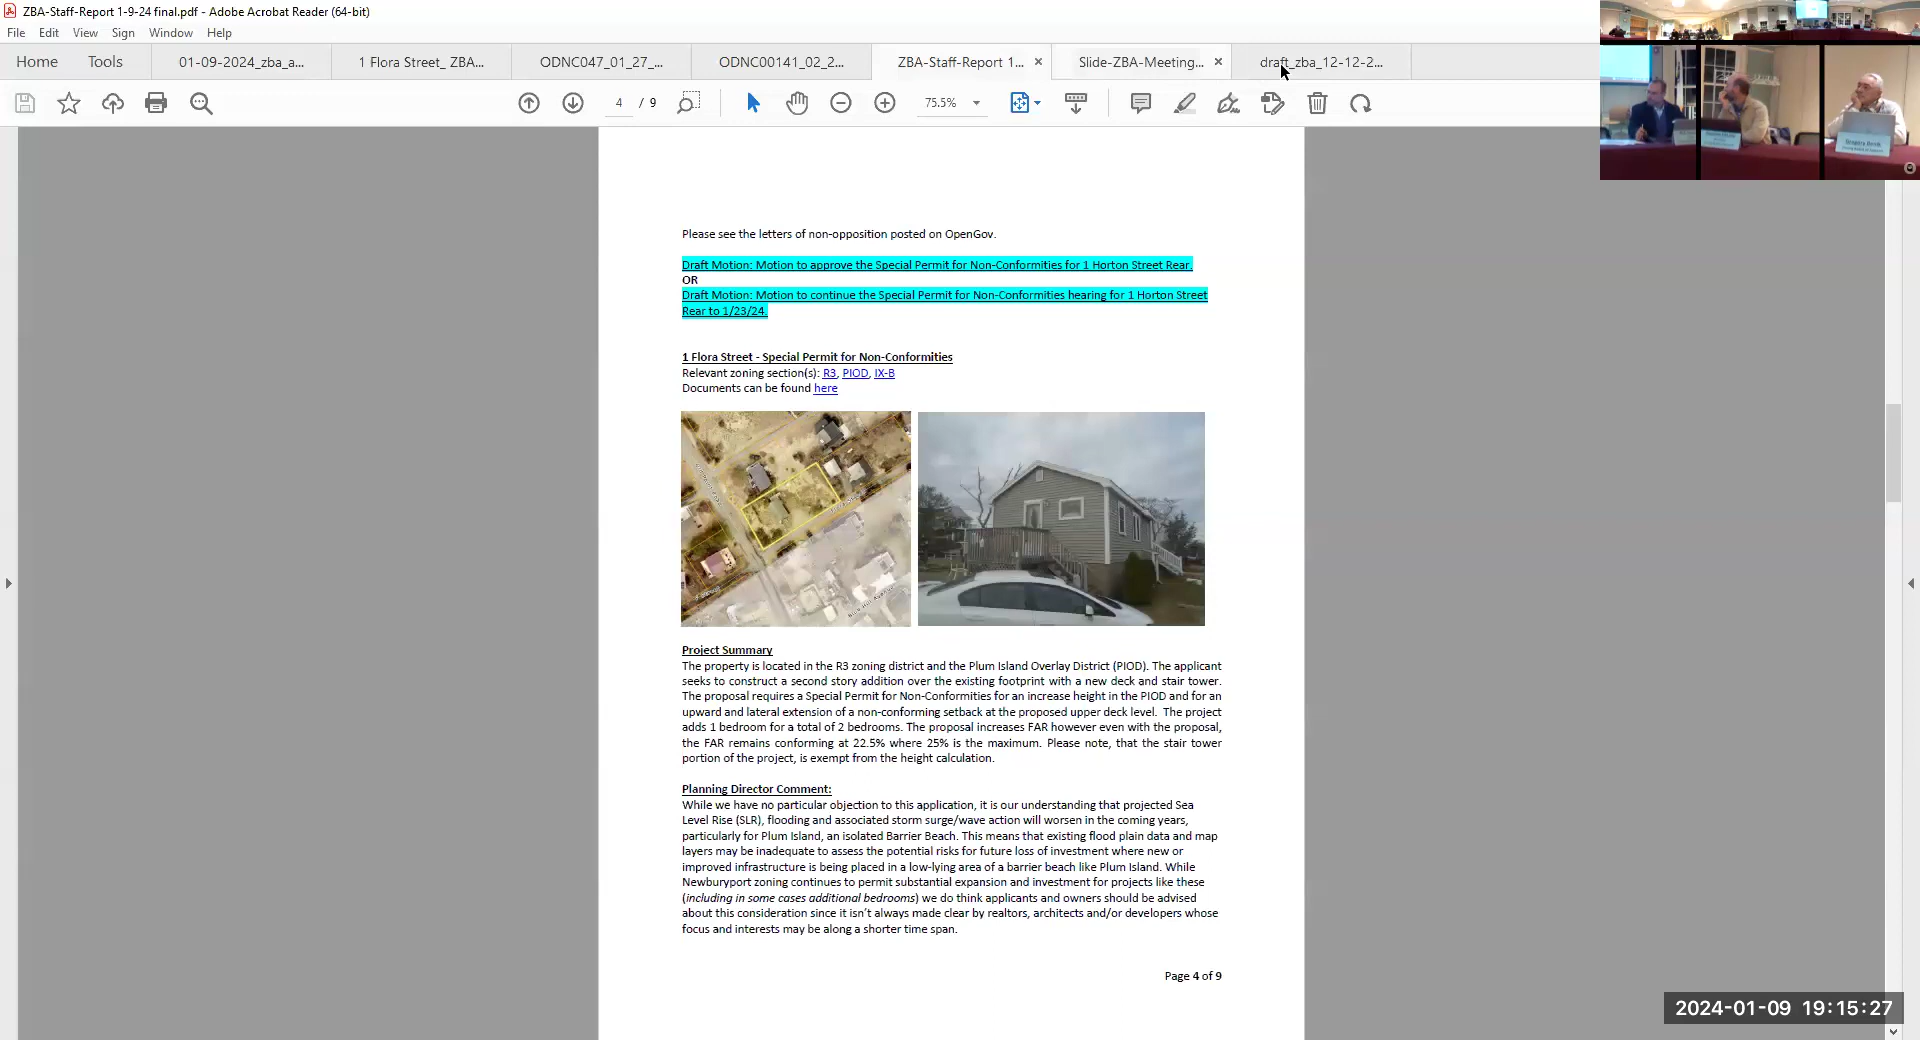 ZBA-Staff-Report 1-9-24 final.pdf - Adobe Acrobat Reader (64-bit)
File Edit View Sign Window Help
Home Tools 01-09-2024_zba_a... 1 Flora Street_ ZBA... ODNC047_01_27_... ODNC00141_02_2... ZBA-Staff-Report 1... × Slide-ZBA-Meeting... × draft_zba_12-12-2...
4 / 9 75.5%
Please see the letters of non-opposition posted on OpenGov.
Draft Motion: Motion to approve the Special Permit for Non-Conformities for 1 Horton Street Rear.
OR
Draft Motion: Motion to continue the Special Permit for Non-Conformities hearing for 1 Horton Street
Rear to 1/23/24.
1 Flora Street - Special Permit for Non-Conformities
Relevant zoning section(s): R3, PIOD, IX-B
Documents can be found here
Project Summary
The property is located in the R3 zoning district and the Plum Island Overlay District (PIOD). The applicant
seeks to construct a second story addition over the existing footprint with a new deck and stair tower.
The proposal requires a Special Permit for Non-Conformities for an increase height in the PIOD and for an
upward and lateral extension of a non-conforming setback at the proposed upper deck level. The project
adds 1 bedroom for a total of 2 bedrooms. The proposal increases FAR however even with the proposal,
the FAR remains conforming at 22.5% where 25% is the maximum. Please note, that the stair tower
portion of the project, is exempt from the height calculation.
Planning Director Comment:
While we have no particular objection to this application, it is our understanding that projected Sea
Level Rise (SLR), flooding and associated storm surge/wave action will worsen in the coming years,
particularly for Plum Island, an isolated Barrier Beach. This means that existing flood plain data and map
layers may be inadequate to assess the potential risks for future loss of investment where new or
improved infrastructure is being placed in a low-lying area of a barrier beach like Plum Island. While
Newburyport zoning continues to permit substantial expansion and investment for projects like these
(including in some cases additional bedrooms) we do think applicants and owners should be advised
about this consideration since it isn't always made clear by realtors, architects and/or developers whose
focus and interests may be along a shorter time span.
Page 4 of 9
2024-01-09 19:15:27